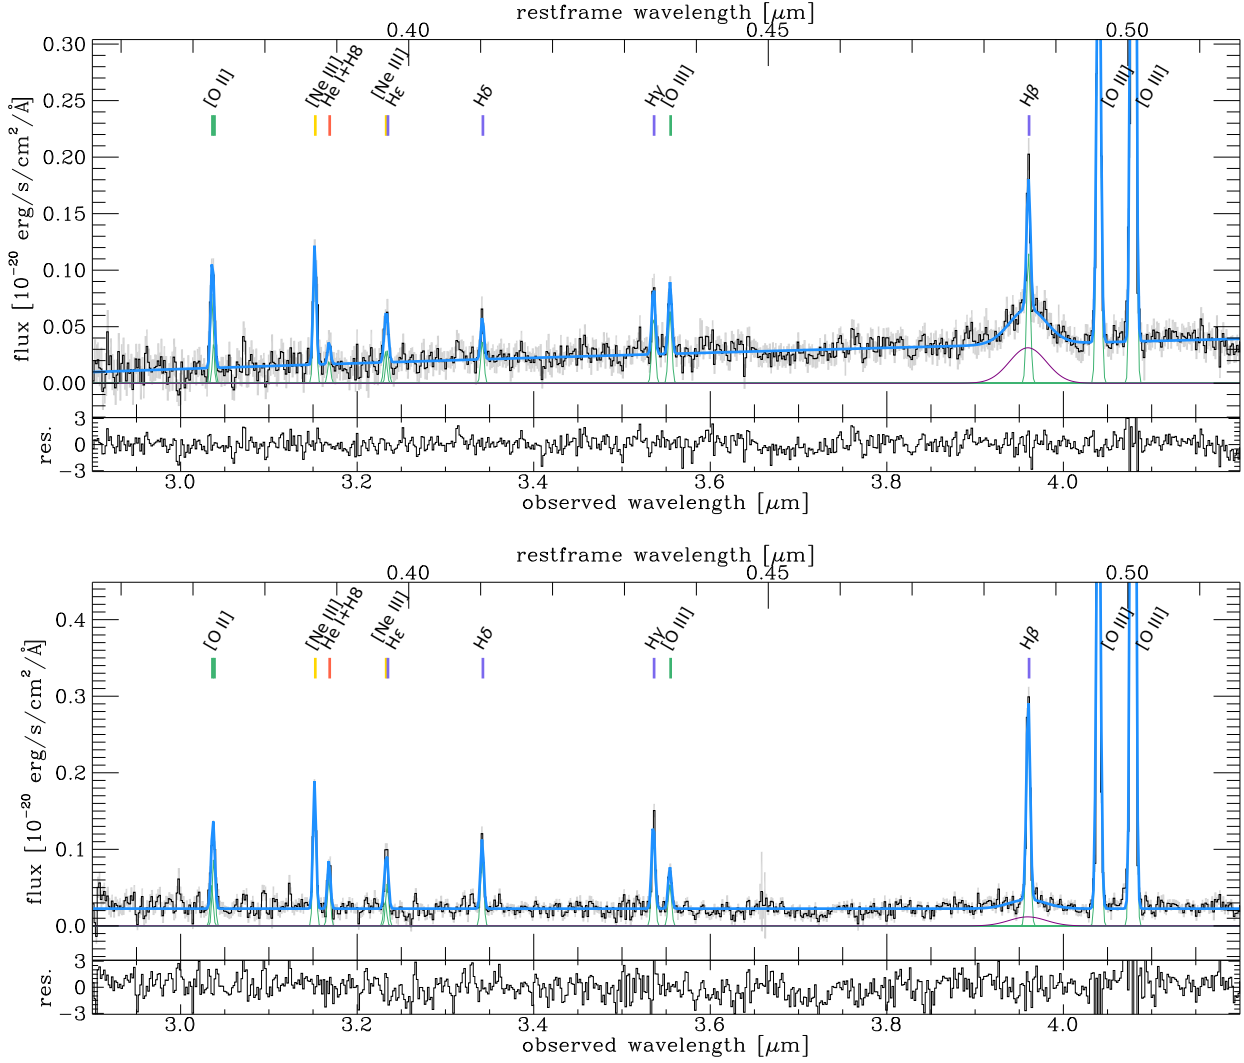 restframe wavelength [μm]
0.40 0.45 0.50
0.30
0.25
0.20
0.15
0.10
0.05
0.00
flux [10⁻²⁰ erg/s/cm²/Å]
[O II] [Ne III] He I+H8 [Ne III] Hε Hδ Hγ [O III] Hβ [O III] [O III]
3
0
−3
res.
3.0 3.2 3.4 3.6 3.8 4.0
observed wavelength [μm]
restframe wavelength [μm]
0.40 0.45 0.50
0.4
0.3
0.2
0.1
0.0
flux [10⁻²⁰ erg/s/cm²/Å]
[O II] [Ne III] He I+H8 [Ne III] Hε Hδ Hγ [O III] Hβ [O III] [O III]
3
0
−3
res.
3.0 3.2 3.4 3.6 3.8 4.0
observed wavelength [μm]